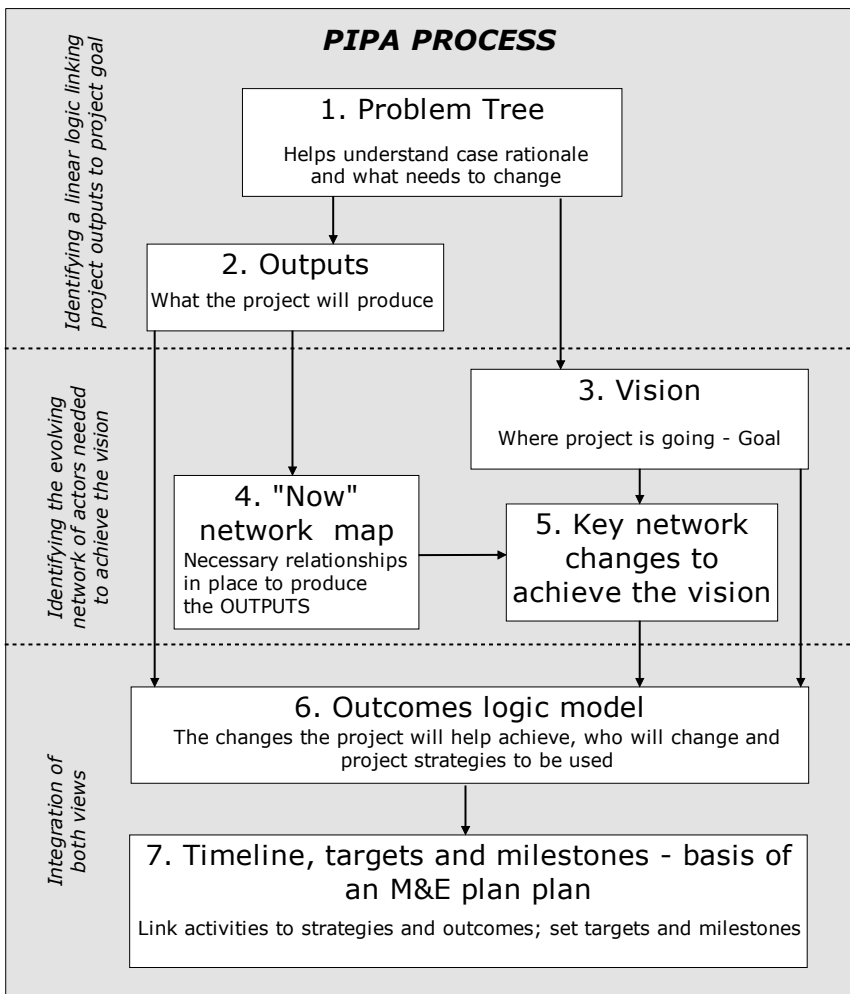 PIPA PROCESS
Identifying a linear logic linking
project outputs to project goal
1. Problem Tree
Helps understand case rationale
and what needs to change
2. Outputs
What the project will produce
Identifying the evolving
network of actors needed
to achieve the vision
3. Vision
Where project is going - Goal
4. "Now"
network map
Necessary relationships
in place to produce
the OUTPUTS
5. Key network
changes to
achieve the vision
Integration of
both views
6. Outcomes logic model
The changes the project will help achieve, who will change and
project strategies to be used
7. Timeline, targets and milestones - basis of
an M&E plan plan
Link activities to strategies and outcomes; set targets and milestones